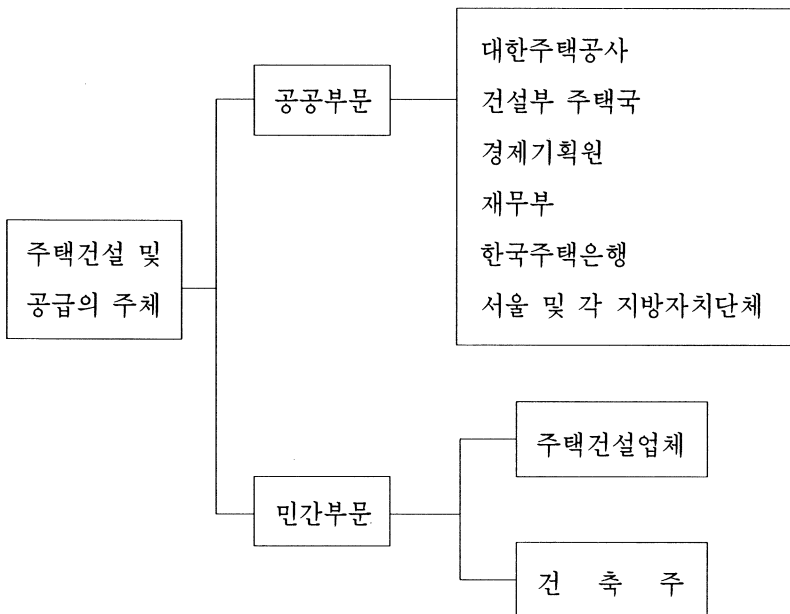 주택건설 및
공급의 주체
공공부문
대한주택공사
건설부 주택국
경제기획원
재무부
한국주택은행
서울 및 각 지방자치단체
민간부문
주택건설업체
건 축 주